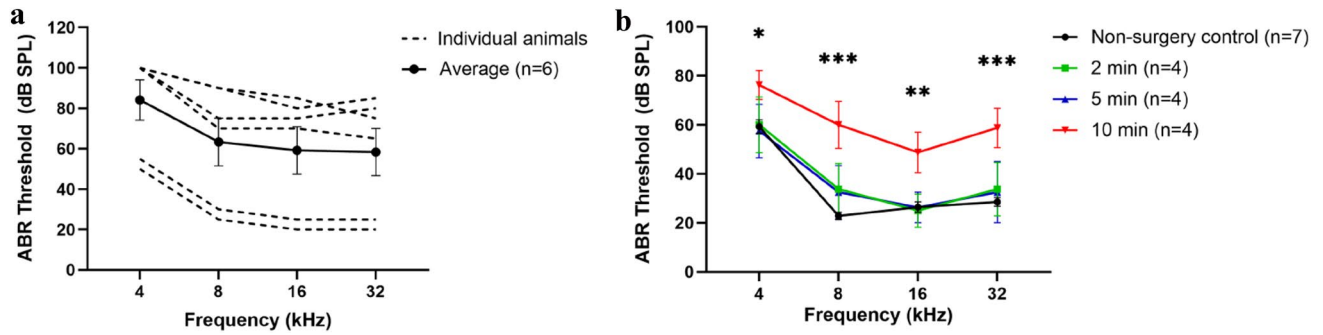 a
120
100
80
60
40
20
0
ABR Threshold (dB SPL)
4 8 16 32
Frequency (kHz)
Individual animals
Average (n=6)
b
100
80
60
40
20
0
ABR Threshold (dB SPL)
* *** ** ***
4 8 16 32
Frequency (kHz)
Non-surgery control (n=7)
2 min (n=4)
5 min (n=4)
10 min (n=4)